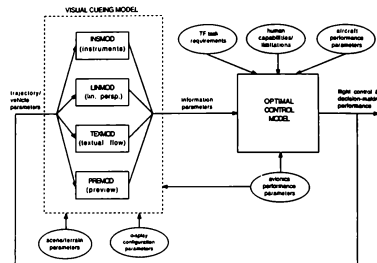 VISUAL CUEING MODEL
INSMOD
(instruments)
LINMOD
(lin. persp.)
TEXMOD
(textual flow)
PREMOD
(preview)
trajectory/
vehicle
parameters
information
parameters
TF task
requirements
human
capabilities/
limitations
aircraft
performance
parameters
OPTIMAL
CONTROL
MODEL
flight control &
decision-making
performance
avionics
performance
parameters
scene/terrain
parameters
display
configuration
parameters